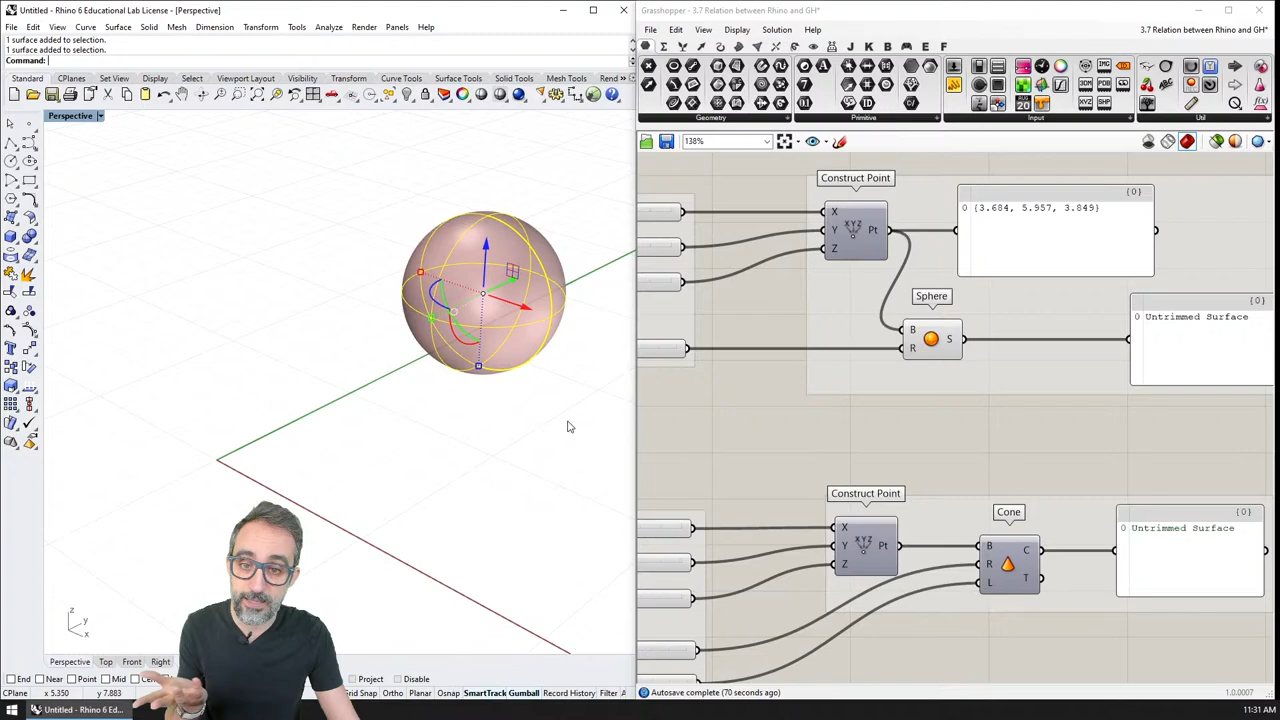 Untitled - Rhino 6 Educational Lab License - [Perspective]
File Edit View Curve Surface Solid Mesh Dimension Transform Tools Analyze Render Panels Help
1 surface added to selection.
1 surface added to selection.
Command:
Standard CPlanes Set View Display Select Viewport Layout Visibility Transform Curve Tools Surface Tools Solid Tools Mesh Tools Rend
Perspective
z
y
x
Perspective Top Front Right
End Near Point Mid Cen Project Disable
CPlane x 5.350 y 7.883 Grid Snap Ortho Planar Osnap SmartTrack Gumball Record History Filter
Untitled - Rhino 6 Ed...
Grasshopper - 3.7 Relation between Rhino and GH*
File Edit View Display Solution Help 3.7 Relation between Rhino and GH*
J K B E F
Geometry Primitive Input Util
138%
Construct Point
X
Y
Z
Pt
{0}
0 {3.684, 5.957, 3.849}
Sphere
B
R
S
{0}
0 Untrimmed Surface
Construct Point
X
Y
Z
Pt
Cone
B
R
L
C
T
{0}
0 Untrimmed Surface
Autosave complete (70 seconds ago) 1.0.0007
11:31 AM